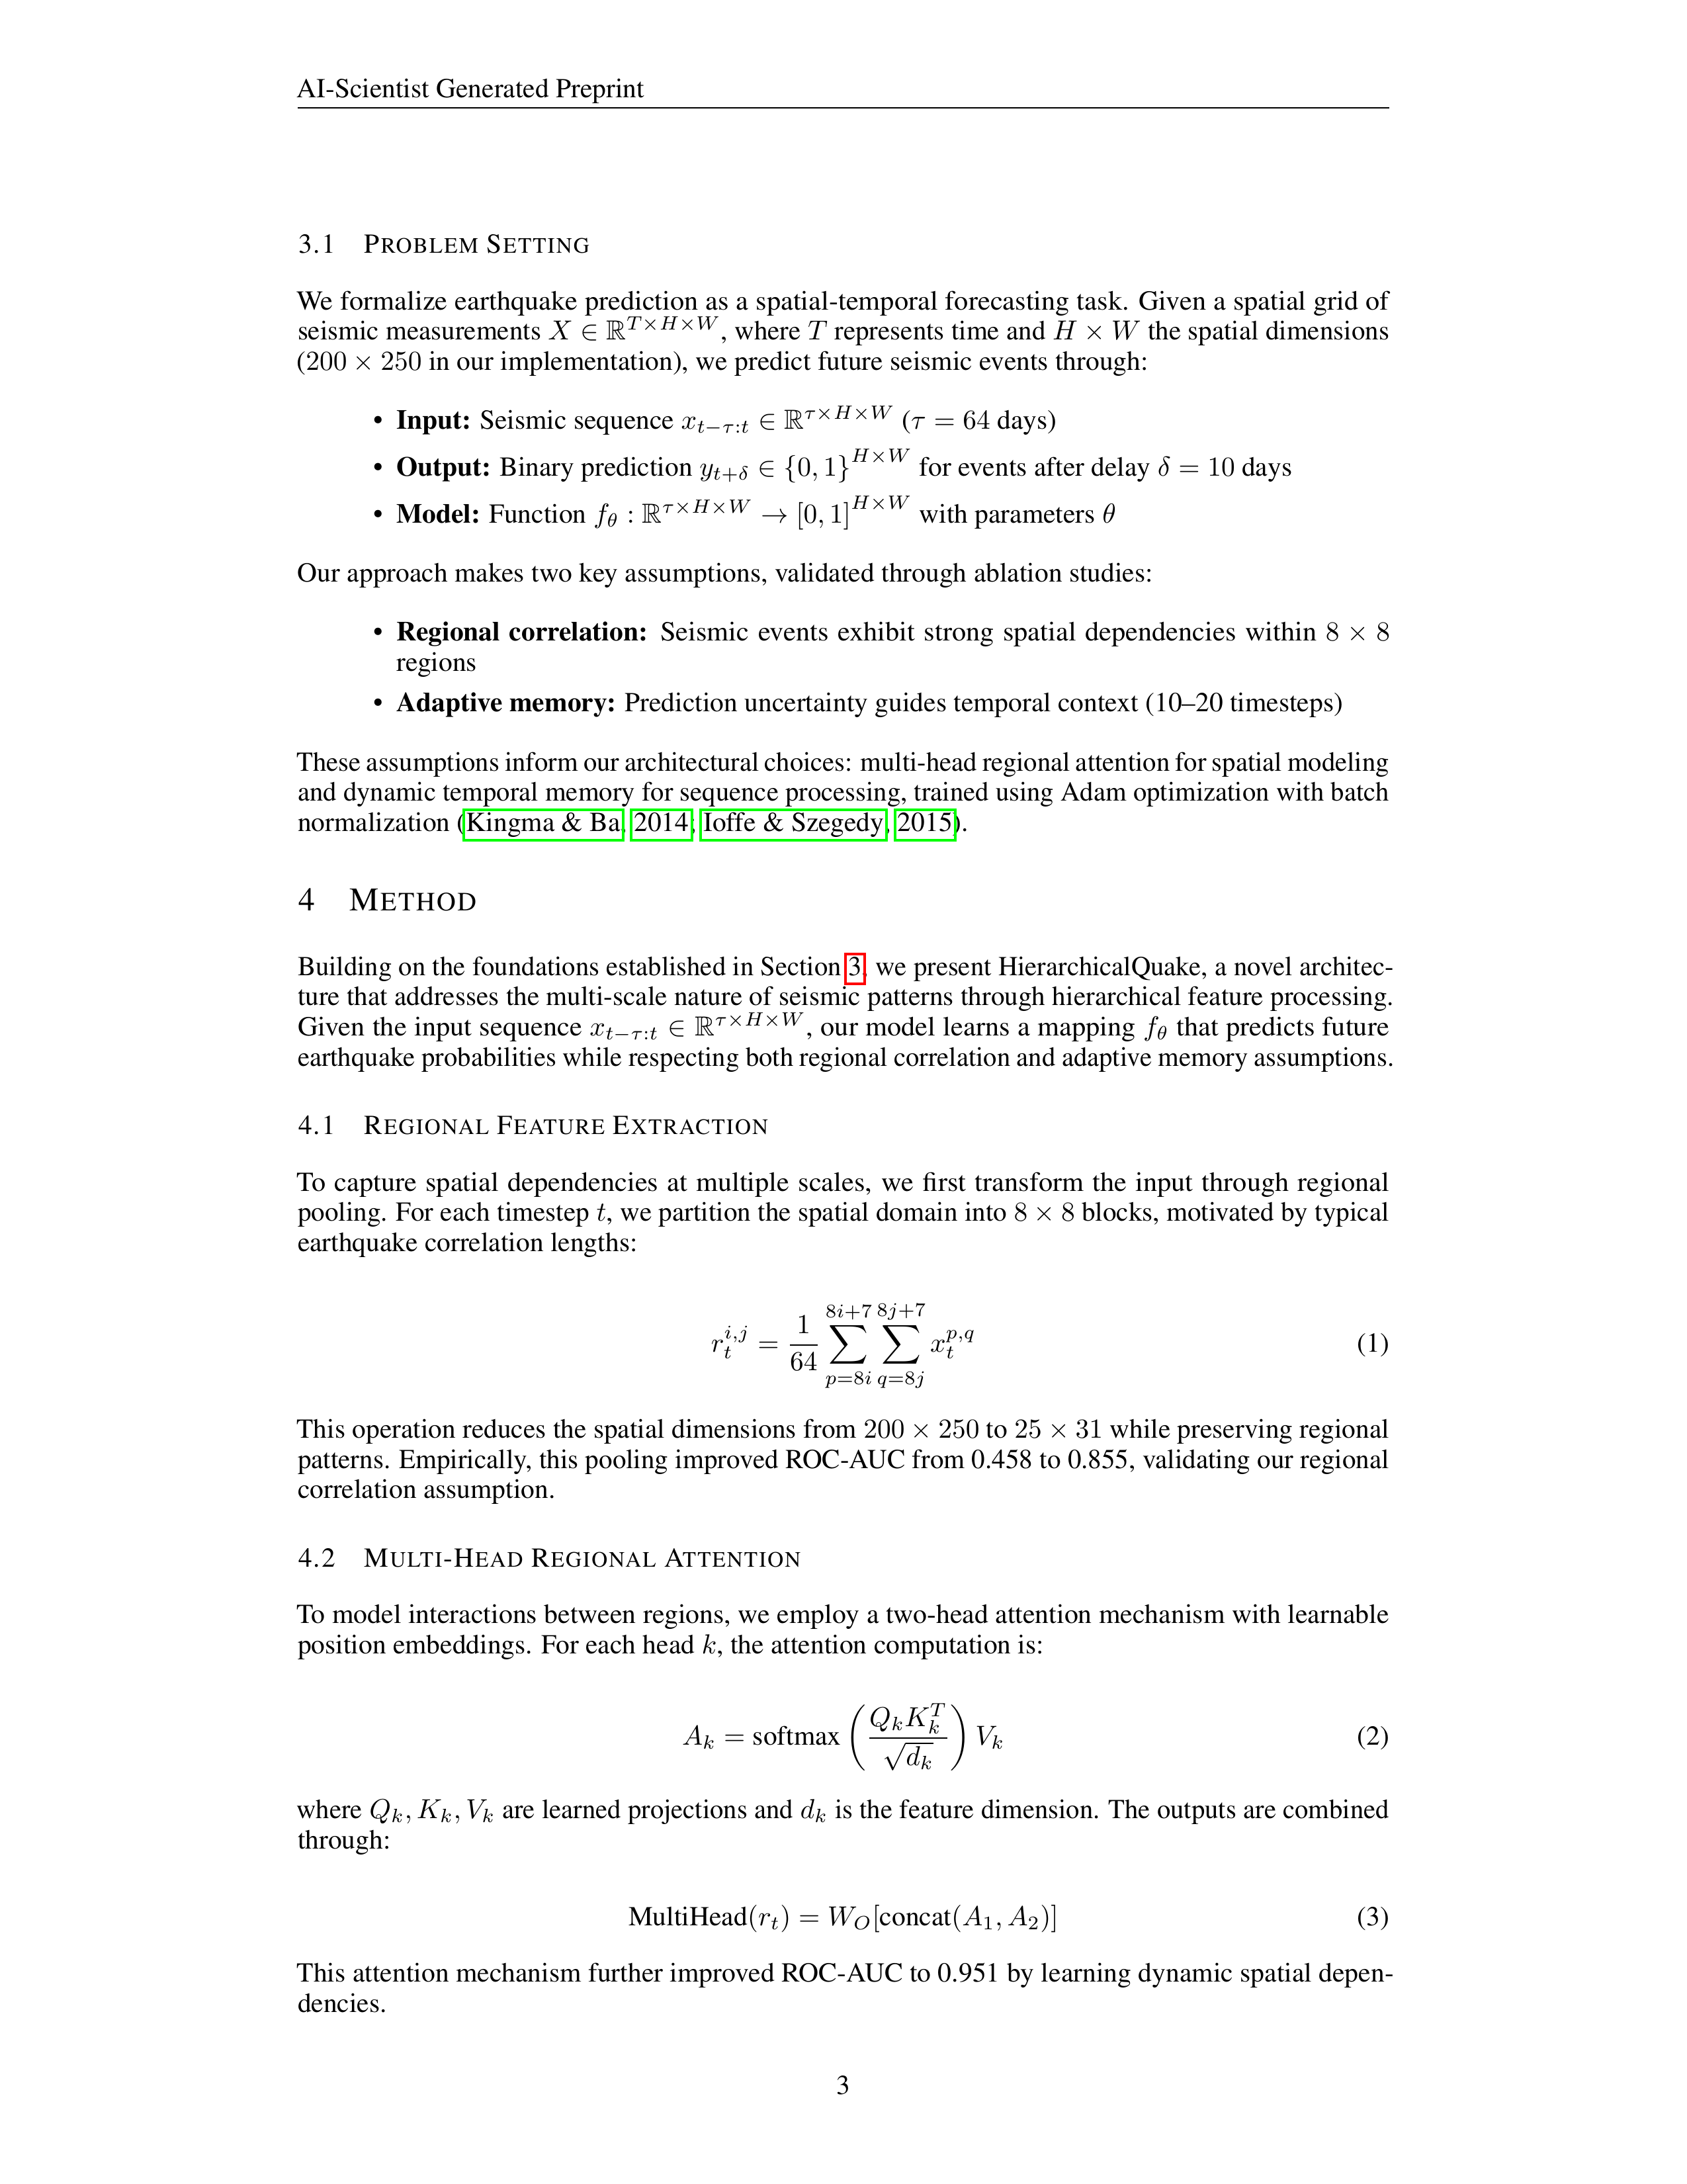 AI-Scientist Generated Preprint
3.1 PROBLEM SETTING
We formalize earthquake prediction as a spatial-temporal forecasting task. Given a spatial grid of
seismic measurements $X \in \mathbb{R}^{T \times H \times W}$, where $T$ represents time and $H \times W$ the spatial dimensions
($200 \times 250$ in our implementation), we predict future seismic events through:
• Input: Seismic sequence $x_{t-\tau:t} \in \mathbb{R}^{\tau \times H \times W}$ ($\tau = 64$ days)
• Output: Binary prediction $y_{t+\delta} \in \{0, 1\}^{H \times W}$ for events after delay $\delta = 10$ days
• Model: Function $f_\theta : \mathbb{R}^{\tau \times H \times W} \rightarrow [0, 1]^{H \times W}$ with parameters $\theta$
Our approach makes two key assumptions, validated through ablation studies:
• Regional correlation: Seismic events exhibit strong spatial dependencies within $8 \times 8$
regions
• Adaptive memory: Prediction uncertainty guides temporal context (10–20 timesteps)
These assumptions inform our architectural choices: multi-head regional attention for spatial modeling
and dynamic temporal memory for sequence processing, trained using Adam optimization with batch
normalization (Kingma & Ba, 2014; Ioffe & Szegedy, 2015).
4 METHOD
Building on the foundations established in Section 3, we present HierarchicalQuake, a novel architec-
ture that addresses the multi-scale nature of seismic patterns through hierarchical feature processing.
Given the input sequence $x_{t-\tau:t} \in \mathbb{R}^{\tau \times H \times W}$, our model learns a mapping $f_\theta$ that predicts future
earthquake probabilities while respecting both regional correlation and adaptive memory assumptions.
4.1 REGIONAL FEATURE EXTRACTION
To capture spatial dependencies at multiple scales, we first transform the input through regional
pooling. For each timestep $t$, we partition the spatial domain into $8 \times 8$ blocks, motivated by typical
earthquake correlation lengths:
$r_t^{i,j} = \frac{1}{64} \sum_{p=8i}^{8i+7} \sum_{q=8j}^{8j+7} x_t^{p,q}$ (1)
This operation reduces the spatial dimensions from $200 \times 250$ to $25 \times 31$ while preserving regional
patterns. Empirically, this pooling improved ROC-AUC from 0.458 to 0.855, validating our regional
correlation assumption.
4.2 MULTI-HEAD REGIONAL ATTENTION
To model interactions between regions, we employ a two-head attention mechanism with learnable
position embeddings. For each head $k$, the attention computation is:
$A_k = \text{softmax}\left(\frac{Q_k K_k^T}{\sqrt{d_k}}\right) V_k$ (2)
where $Q_k, K_k, V_k$ are learned projections and $d_k$ is the feature dimension. The outputs are combined
through:
$\text{MultiHead}(r_t) = W_O[\text{concat}(A_1, A_2)]$ (3)
This attention mechanism further improved ROC-AUC to 0.951 by learning dynamic spatial depen-
dencies.
3